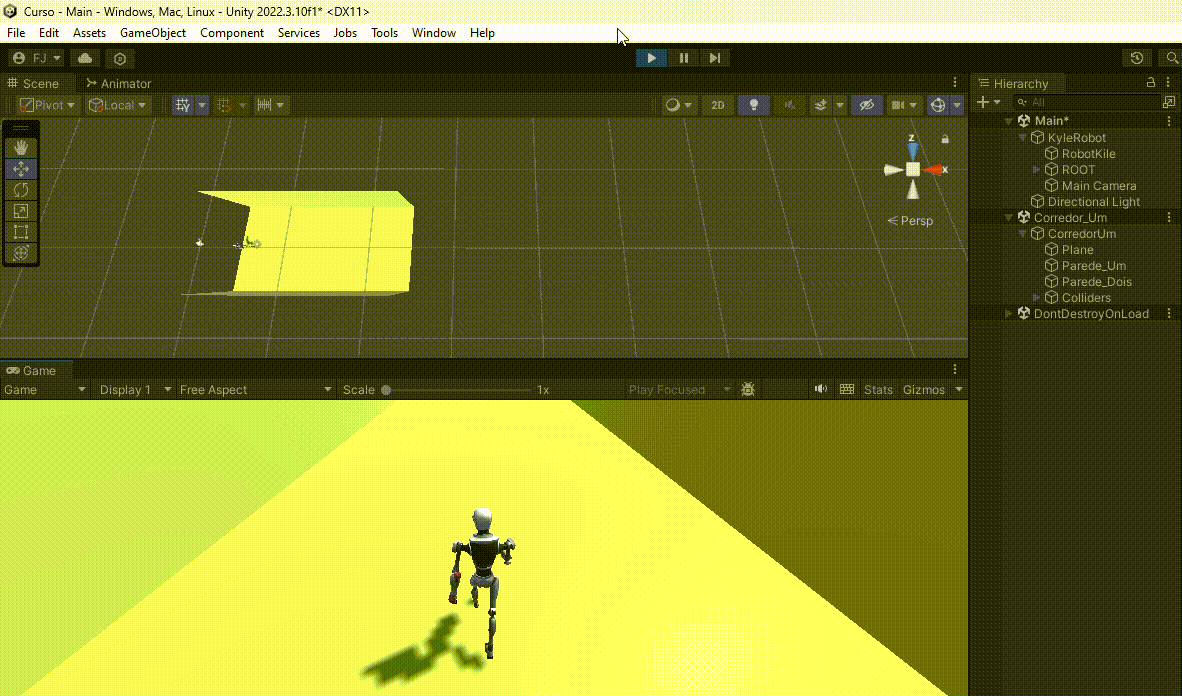 Curso - Main - Windows, Mac, Linux - Unity 2022.3.10f1* <DX11>
File Edit Assets GameObject Component Services Jobs Tools Window Help
FJ
Scene Animator
Pivot Local 2D
z
x
Persp
Hierarchy
All
Main*
KyleRobot
RobotKile
ROOT
Main Camera
Directional Light
Corredor_Um
CorredorUm
Plane
Parede_Um
Parede_Dois
Colliders
DontDestroyOnLoad
Game
Game Display 1 Free Aspect Scale 1x Play Focused Stats Gizmos